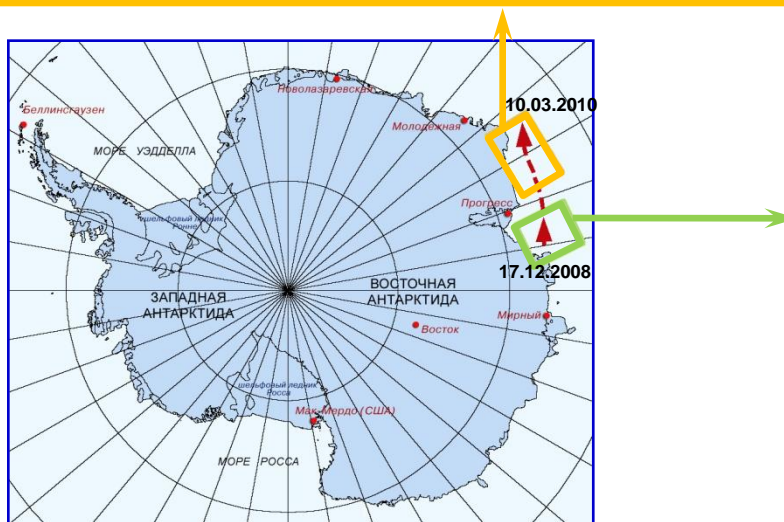 Новолазаревская
10.03.2010
Беллинсгаузен
Молодежная
МОРЕ УЭДДЕЛЛА
Прогресс
шельфовый ледник
Ронне
17.12.2008
ВОСТОЧНАЯ
АНТАРКТИДА
ЗАПАДНАЯ
АНТАРКТИДА
Мирный
Восток
шельфовый ледник
Росса
Мак-Мердо (США)
МОРЕ РОССА